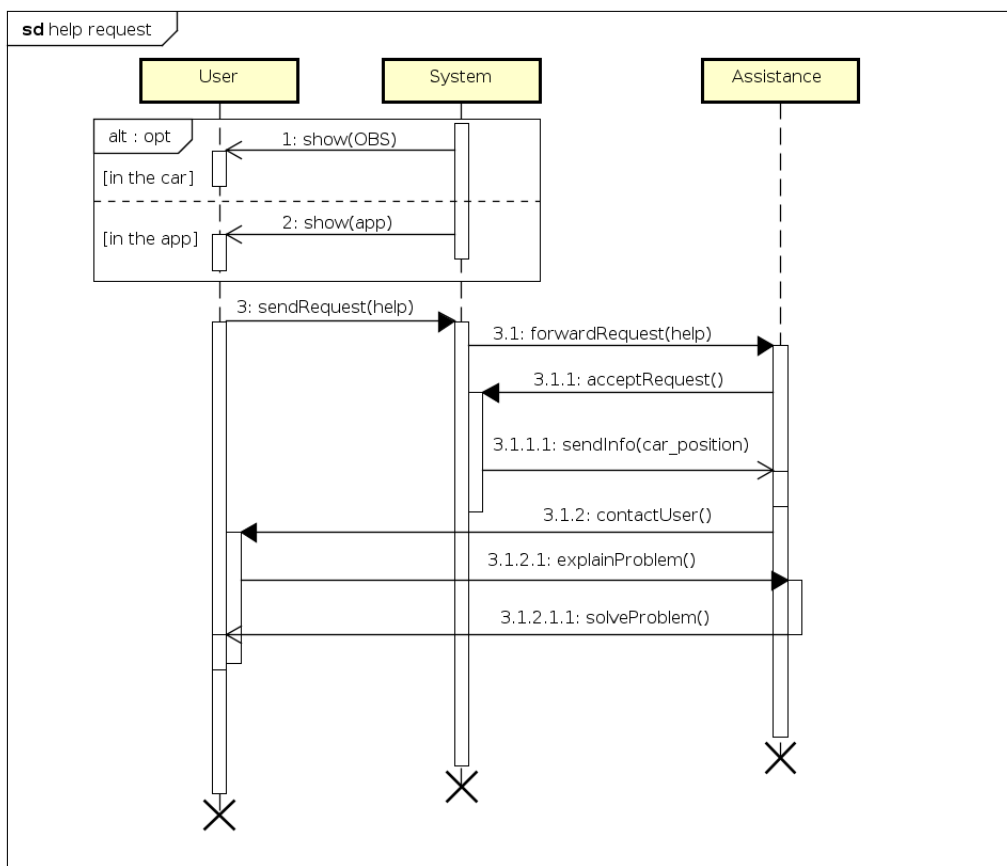 sd help request
User
System
Assistance
alt : opt
1: show(OBS)
[in the car]
2: show(app)
[in the app]
3: sendRequest(help)
3.1: forwardRequest(help)
3.1.1: acceptRequest()
3.1.1.1: sendInfo(car_position)
3.1.2: contactUser()
3.1.2.1: explainProblem()
3.1.2.1.1: solveProblem()